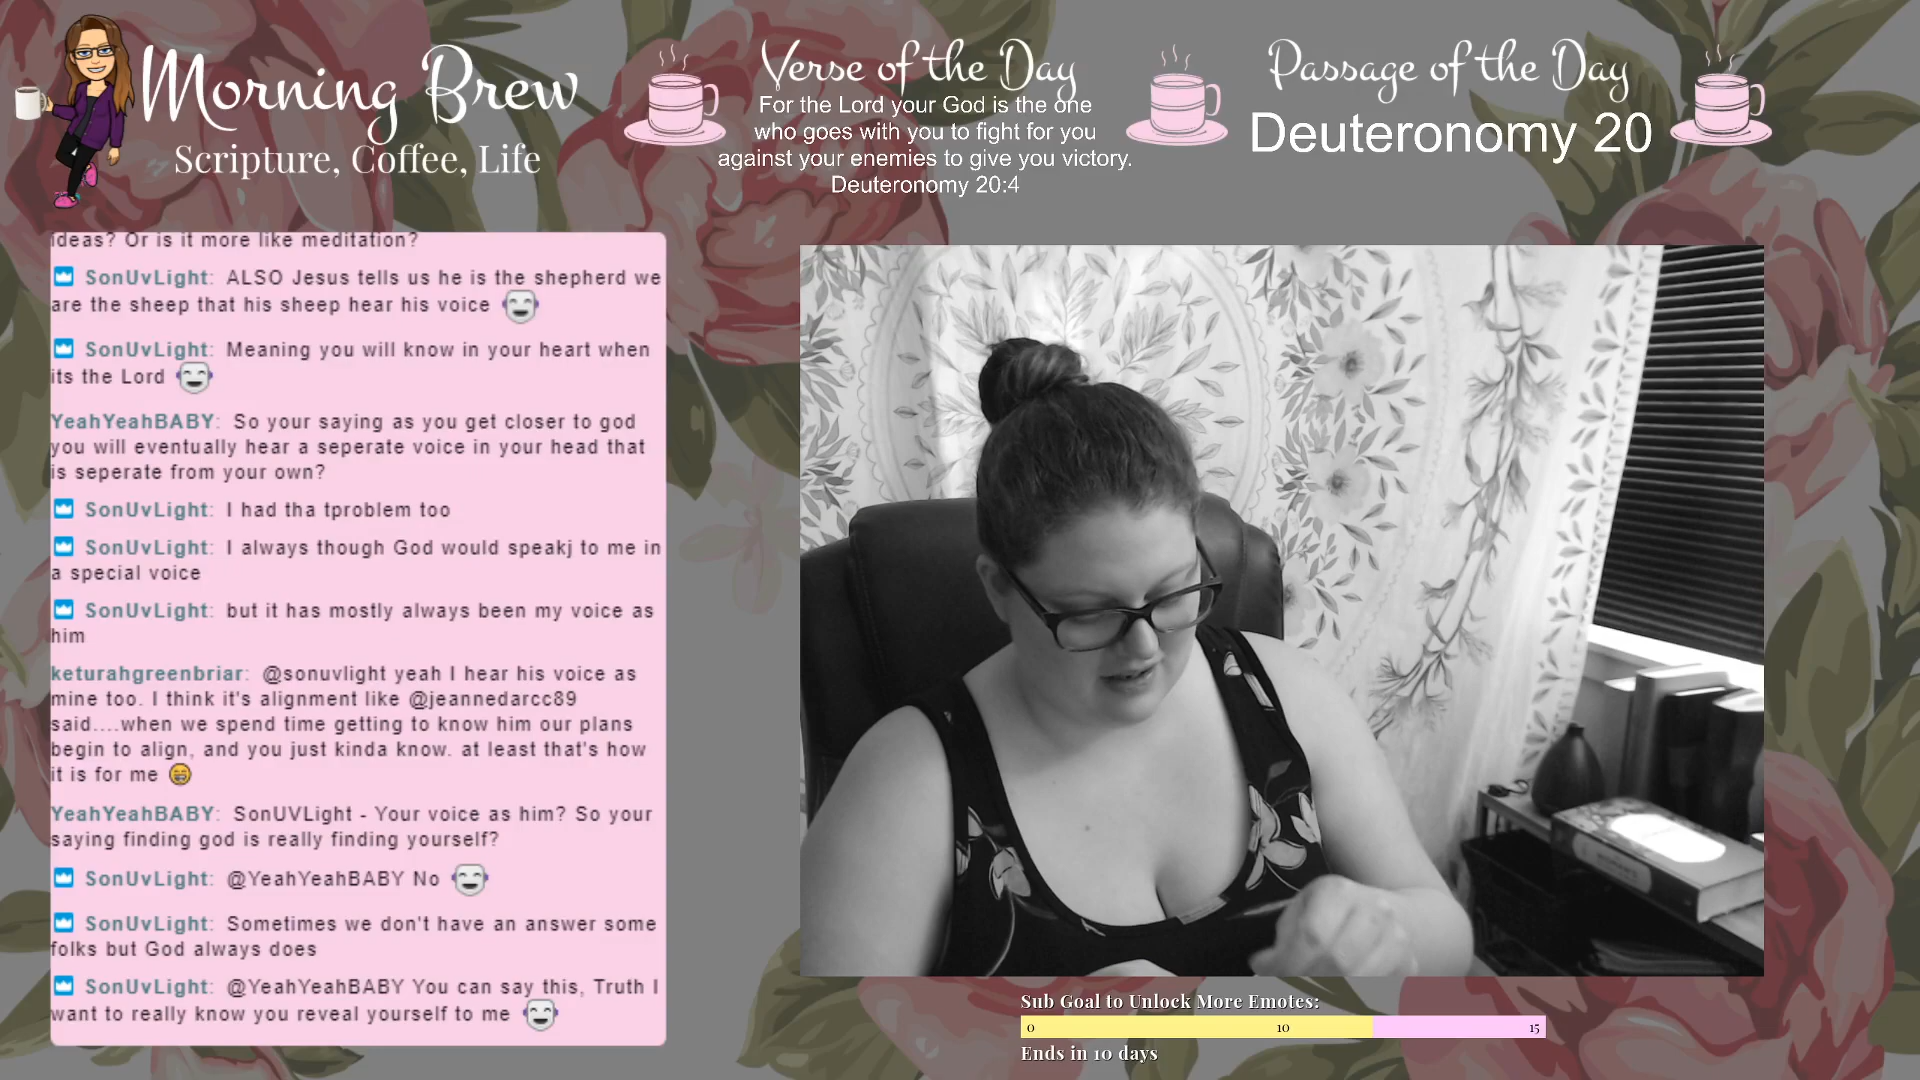 Morning Brew
Scripture, Coffee, Life
Verse of the Day
For the Lord your God is the one
who goes with you to fight for you
against your enemies to give you victory.
Deuteronomy 20:4
Passage of the Day
Deuteronomy 20
ideas? Or is it more like meditation?
SonUvLight: ALSO Jesus tells us he is the shepherd we
are the sheep that his sheep hear his voice
SonUvLight: Meaning you will know in your heart when
its the Lord
YeahYeahBABY: So your saying as you get closer to god
you will eventually hear a seperate voice in your head that
is seperate from your own?
SonUvLight: I had tha tproblem too
SonUvLight: I always though God would speakj to me in
a special voice
SonUvLight: but it has mostly always been my voice as
him
keturahgreenbriar: @sonuvlight yeah I hear his voice as
mine too. I think it's alignment like @jeannedarcc89
said....when we spend time getting to know him our plans
begin to align, and you just kinda know. at least that's how
it is for me
YeahYeahBABY: SonUVLight - Your voice as him? So your
saying finding god is really finding yourself?
SonUvLight: @YeahYeahBABY No
SonUvLight: Sometimes we don't have an answer some
folks but God always does
SonUvLight: @YeahYeahBABY You can say this, Truth I
want to really know you reveal yourself to me
Sub Goal to Unlock More Emotes:
0 10 15
Ends in 10 days